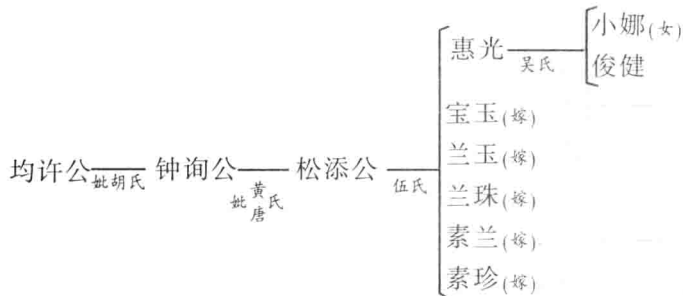 小娜(女)
惠光 吴氏
俊健
宝玉(嫁)
兰玉(嫁)
均许公 妣胡氏 钟询公 妣黄唐氏 松添公 伍氏
兰珠(嫁)
素兰(嫁)
素珍(嫁)